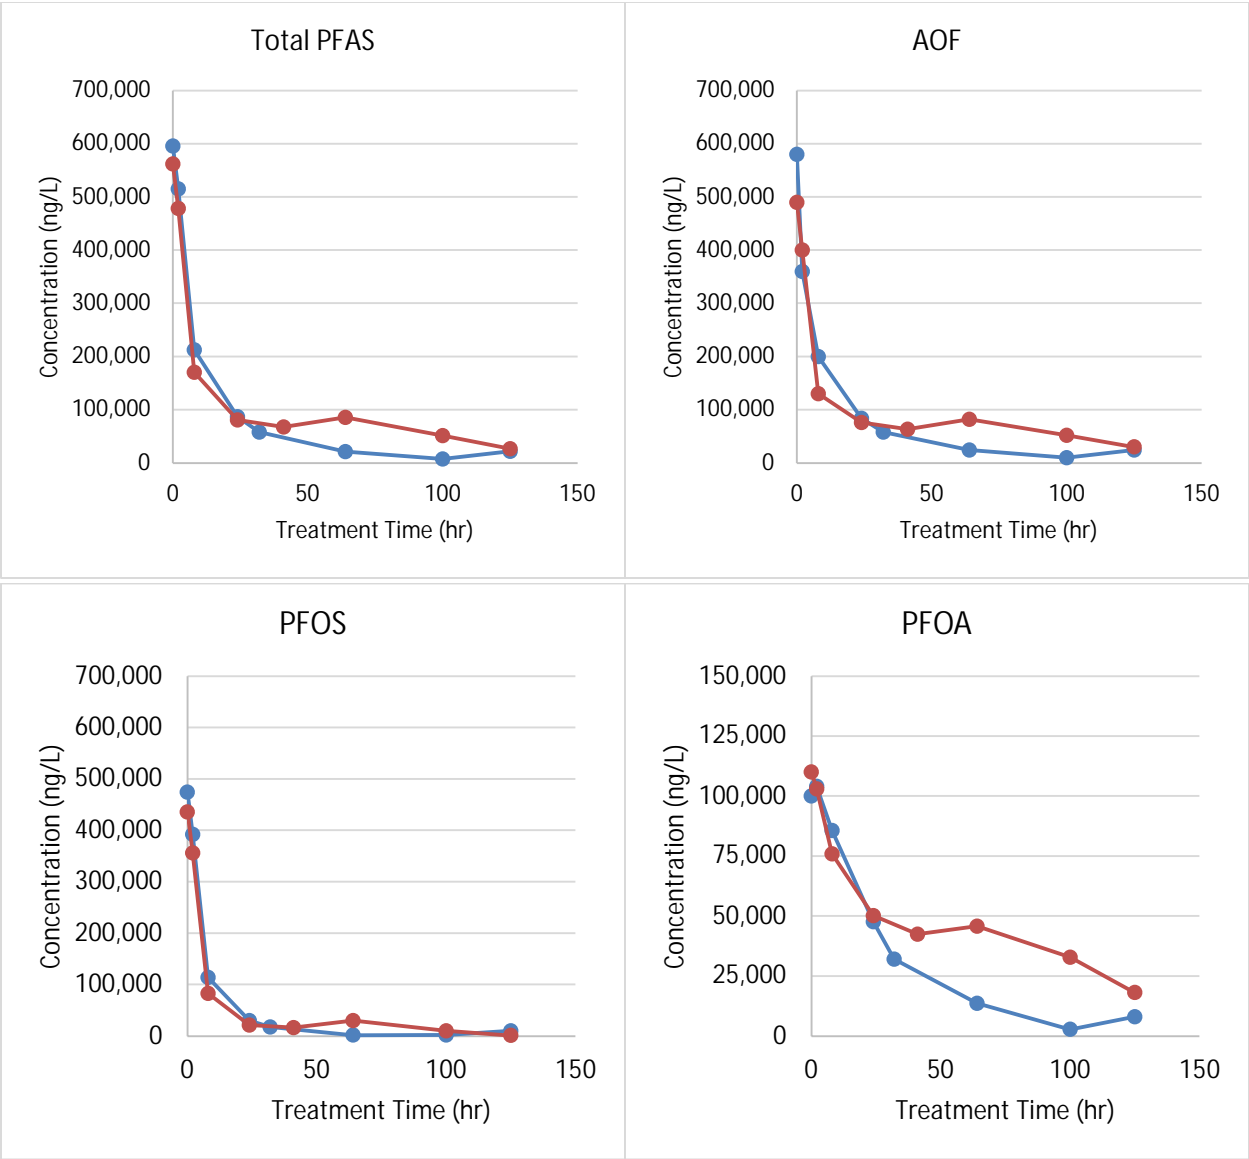 Total PFAS
Concentration (ng/L)
700,000
600,000
500,000
400,000
300,000
200,000
100,000
0
0 50 100 150
Treatment Time (hr)
AOF
Concentration (ng/L)
700,000
600,000
500,000
400,000
300,000
200,000
100,000
0
0 50 100 150
Treatment Time (hr)
PFOS
Concentration (ng/L)
700,000
600,000
500,000
400,000
300,000
200,000
100,000
0
0 50 100 150
Treatment Time (hr)
PFOA
Concentration (ng/L)
150,000
125,000
100,000
75,000
50,000
25,000
0
0 50 100 150
Treatment Time (hr)